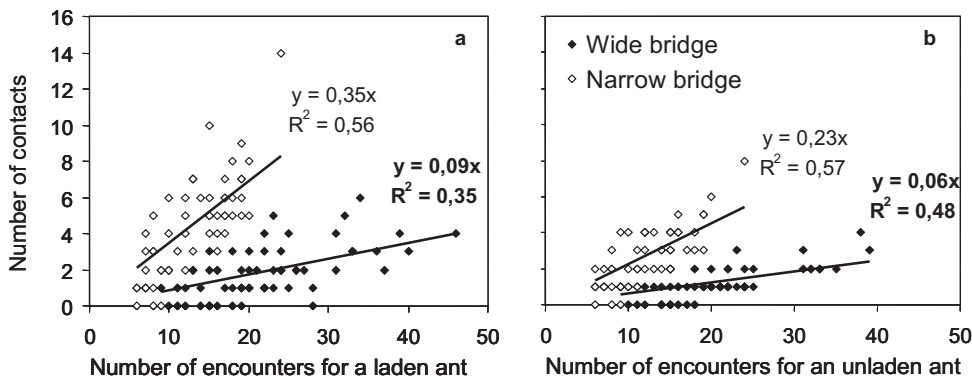 Number of contacts
16
14
12
10
8
6
4
2
0
0 10 20 30 40 50
Number of encounters for a laden ant
a
y = 0,35x
R² = 0,56
y = 0,09x
R² = 0,35
b
Wide bridge
Narrow bridge
y = 0,23x
R² = 0,57
y = 0,06x
R² = 0,48
0 10 20 30 40 50
Number of encounters for an unladen ant